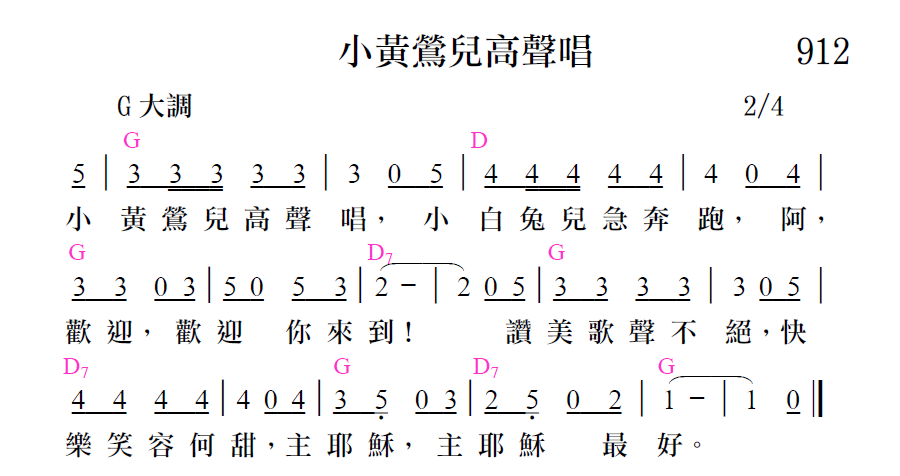 小黃鶯兒高聲唱 912
G 大調 2/4
G D
5 | 3 3 3 3 3 | 3 0 5 | 4 4 4 4 4 | 4 0 4 |
小 黃 鶯 兒 高 聲 唱， 小 白 兔 兒 急 奔 跑， 阿，
G D7 G
3 3 0 3 | 5 0 5 3 | 2 – | 2 0 5 | 3 3 3 3 | 3 0 5 |
歡 迎， 歡 迎 你 來 到！ 讚 美 歌 聲 不 絕，快
D7 G D7 G
4 4 4 4 | 4 0 4 | 3 5 0 3 | 2 5 0 2 | 1 – | 1 0 ‖
樂 笑 容 何 甜，主 耶 穌， 主 耶 穌 最 好。